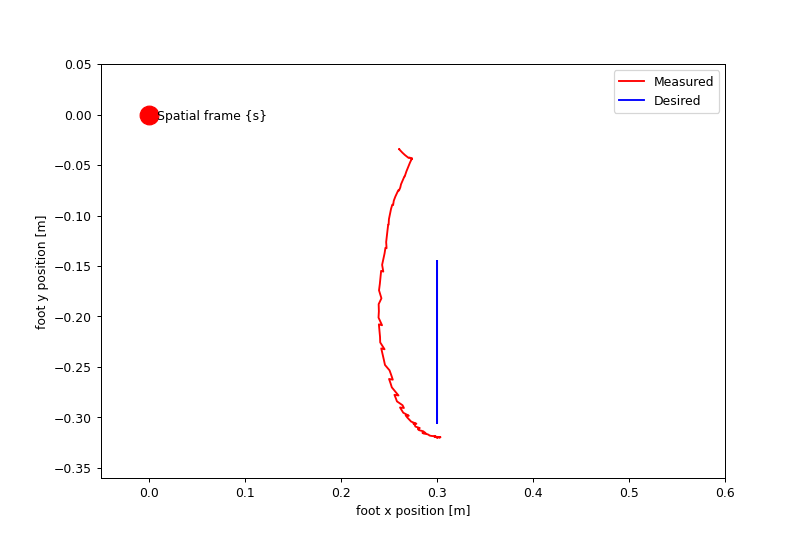 0.05
0.00
−0.05
−0.10
−0.15
−0.20
−0.25
−0.30
−0.35
foot y position [m]
Spatial frame {s}
Measured
Desired
0.0 0.1 0.2 0.3 0.4 0.5 0.6
foot x position [m]